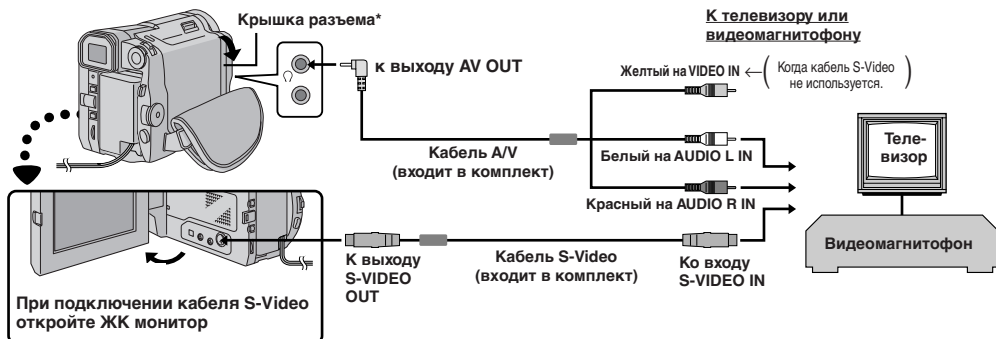 Крышка разъема*
к выходу AV OUT
К телевизору или
видеомагнитофону
Желтый на VIDEO IN ←( Когда кабель S-Video
не используется. )
Кабель A/V
(входит в комплект)
Белый на AUDIO L IN
Красный на AUDIO R IN
Теле-
визор
Видеомагнитофон
К выходу
S-VIDEO
OUT
Кабель S-Video
(входит в комплект)
Ко входу
S-VIDEO IN
При подключении кабеля S-Video
откройте ЖК монитор